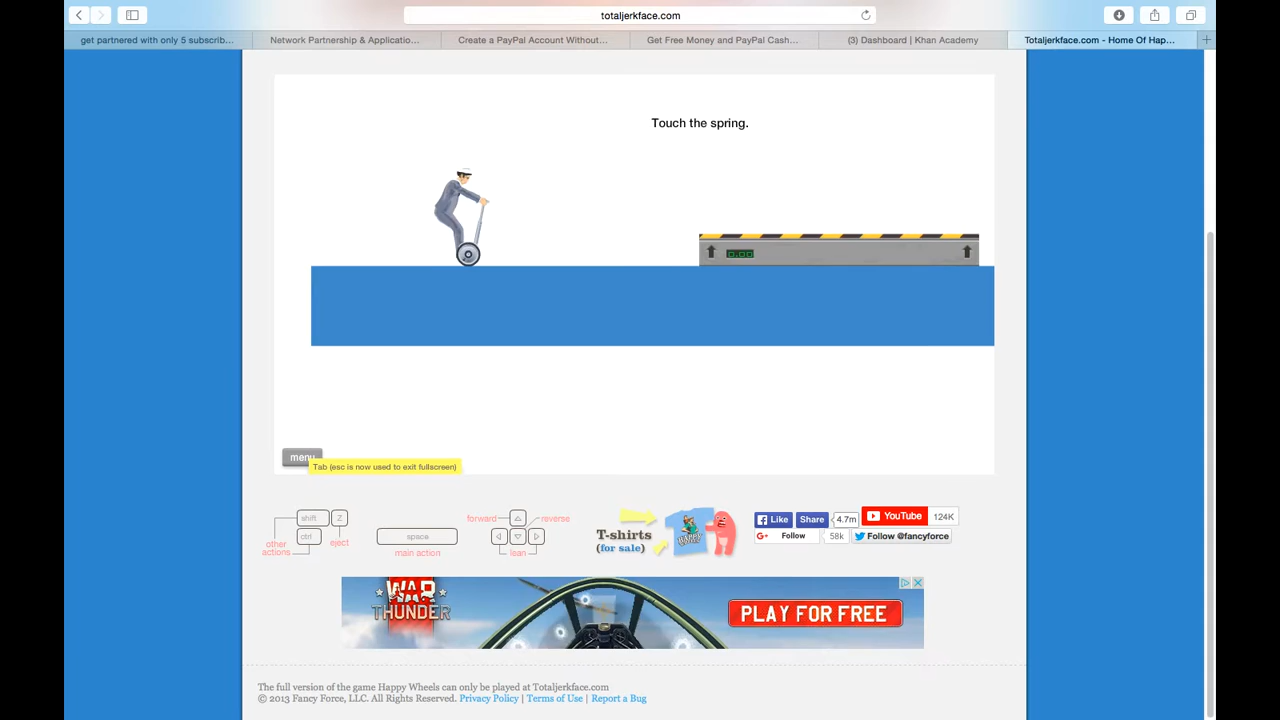 totaljerkface.com
get partnered with only 5 subscrib...
Network Partnership & Applicatio...
Create a PayPal Account Without...
Get Free Money and PayPal Cash...
(3) Dashboard | Khan Academy
Totaljerkface.com - Home Of Hap...
Touch the spring.
0.00
menu
Tab (esc is now used to exit fullscreen)
shift
Z
ctrl
other actions
eject
space
main action
forward
reverse
lean
T-shirts
(for sale)
HAPPY
Like
Share
4.7m
YouTube
124K
Follow
58k
Follow @fancyforce
WAR
THUNDER
PLAY FOR FREE
The full version of the game Happy Wheels can only be played at Totaljerkface.com
© 2013 Fancy Force, LLC. All Rights Reserved. Privacy Policy | Terms of Use | Report a Bug